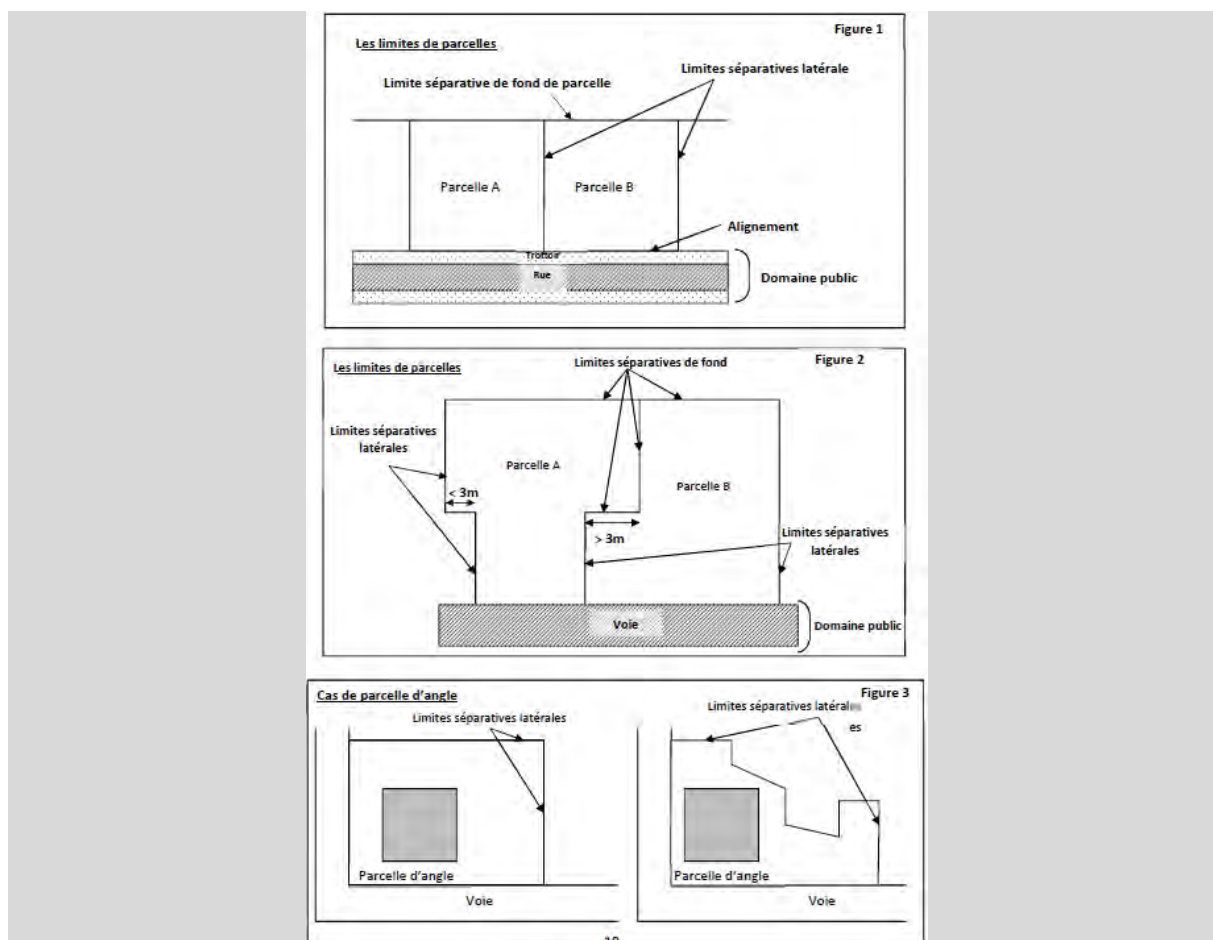 Figure 1
Les limites de parcelles
Limites séparatives latérale
Limite séparative de fond de parcelle
Parcelle A
Parcelle B
Alignement
Trottoir
Rue
Domaine public
Figure 2
Les limites de parcelles
Limites séparatives de fond
Limites séparatives
latérales
Parcelle A
< 3m
Parcelle B
> 3m
Limites séparatives
latérales
Voie
Domaine public
Cas de parcelle d'angle
Figure 3
Limites séparatives latérales
Limites séparatives latérales
es
Parcelle d'angle
Voie
Parcelle d'angle
Voie